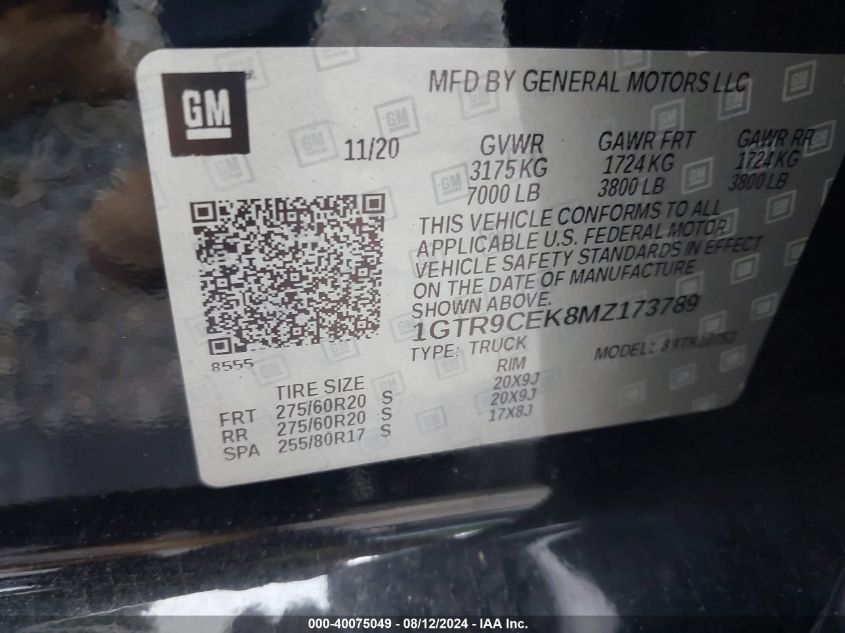 GM
MFD BY GENERAL MOTORS LLC
11/20
GVWR GAWR FRT GAWR RR
3175 KG 1724 KG 1724 KG
7000 LB 3800 LB 3800 LB
THIS VEHICLE CONFORMS TO ALL
APPLICABLE U.S. FEDERAL MOTOR
VEHICLE SAFETY STANDARDS IN EFFECT
ON THE DATE OF MANUFACTURE
SHOWN ABOVE.
1GTR9CEK8MZ173789
TYPE: TRUCK MODEL:
8555
TIRE SIZE RIM
FRT 275/60R20 S 20X9J
RR 275/60R20 S 20X9J
SPA 255/80R17 S 17X8J
000-40075049 - 08/12/2024 - IAA Inc.